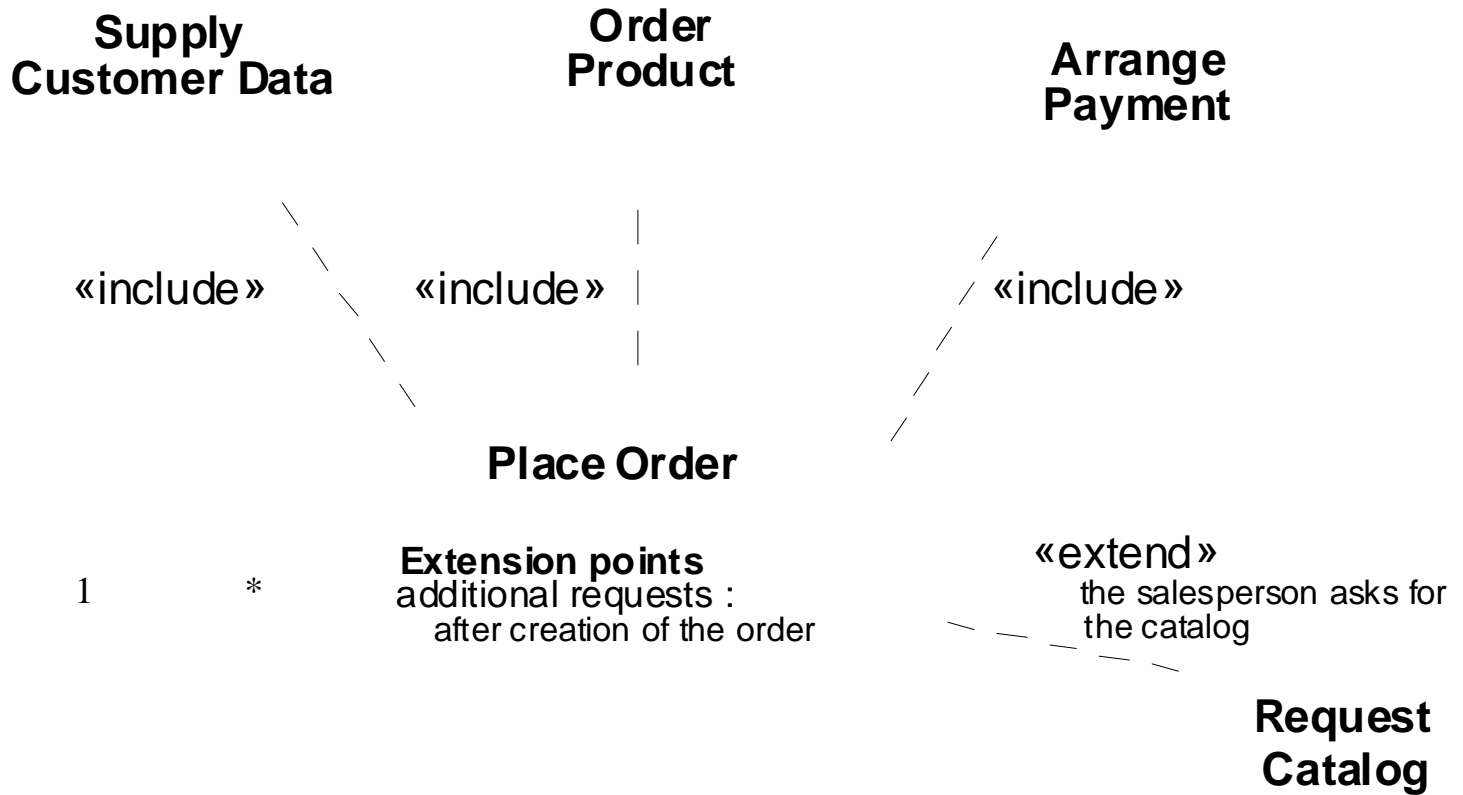 Supply
Customer Data
Order
Product
Arrange
Payment
«include»
«include»
«include»
Place Order
1
*
Extension points
additional requests :
after creation of the order
«extend»
the salesperson asks for
the catalog
Request
Catalog